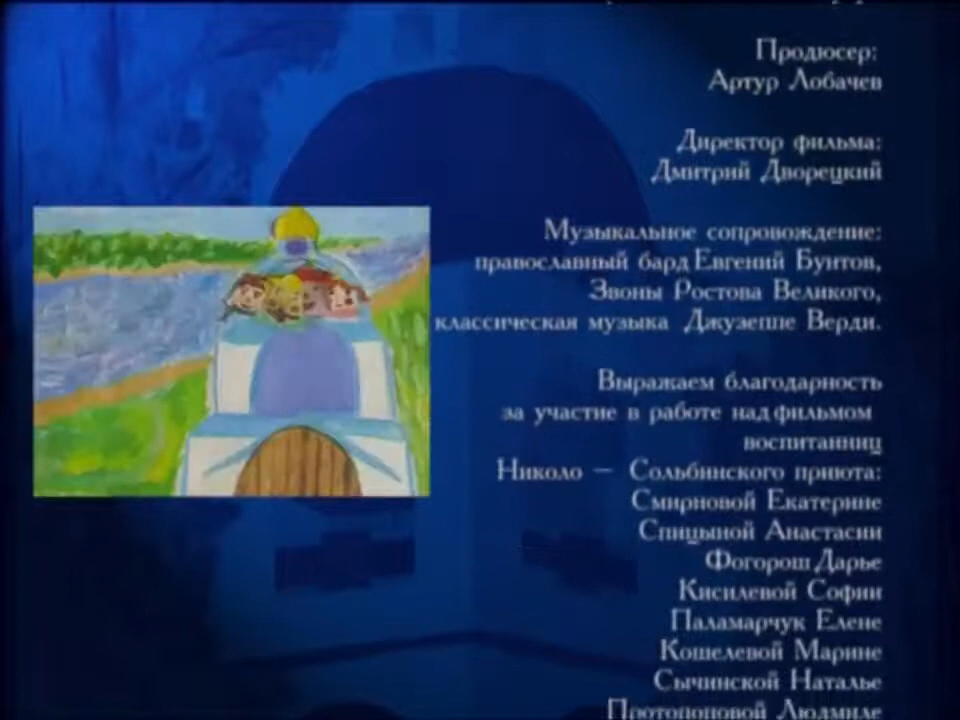 Продюсер:
Артур Лобачев
Директор фильма:
Дмитрий Дворецкий
Музыкальное сопровождение:
православный бард Евгений Бунтов,
Звоны Ростова Великого,
классическая музыка Джузеппе Верди.
Выражаем благодарность
за участие в работе над фильмом
воспитанниц
Николо — Сольбинского приюта:
Смирновой Екатерине
Спицыной Анастасии
Фогорош Дарье
Кисилевой Софии
Паламарчук Елене
Кошелевой Марине
Сычинской Наталье
Протопоповой Людмиле